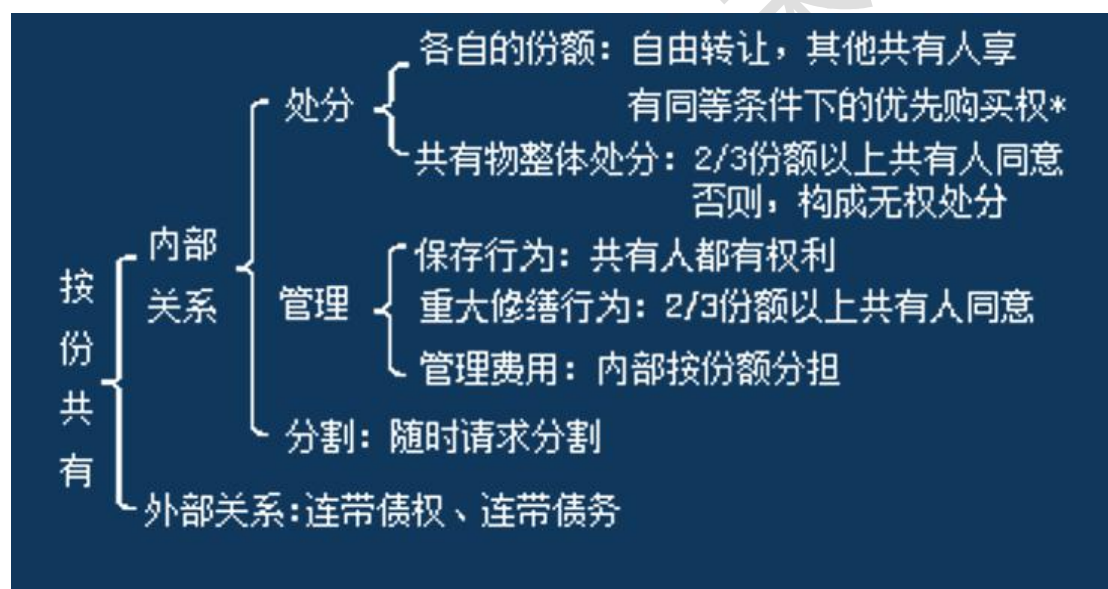 各自的份额：自由转让，其他共有人享
有同等条件下的优先购买权*
处分
共有物整体处分：2/3份额以上共有人同意
否则，构成无权处分
内部
关系
保存行为：共有人都有权利
管理
重大修缮行为：2/3份额以上共有人同意
管理费用：内部按份额分担
按
份
共
有
分割：随时请求分割
外部关系:连带债权、连带债务